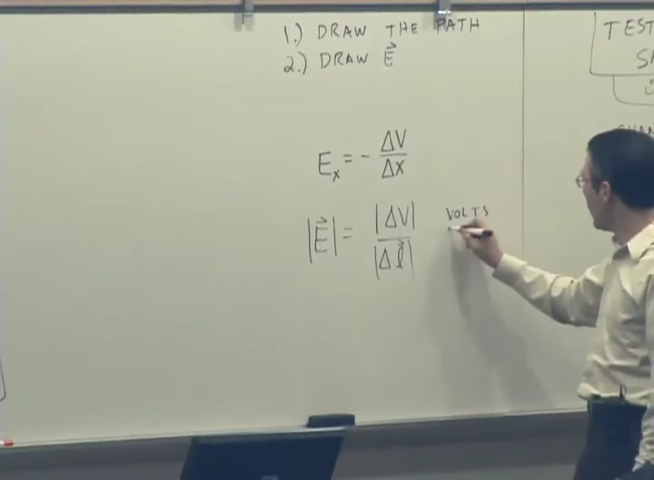 1.) DRAW THE PATH
2.) DRAW E⃗
Eₓ = - ΔV/Δx
|E⃗| = |ΔV|/|Δl⃗|
VOLTS
TEST